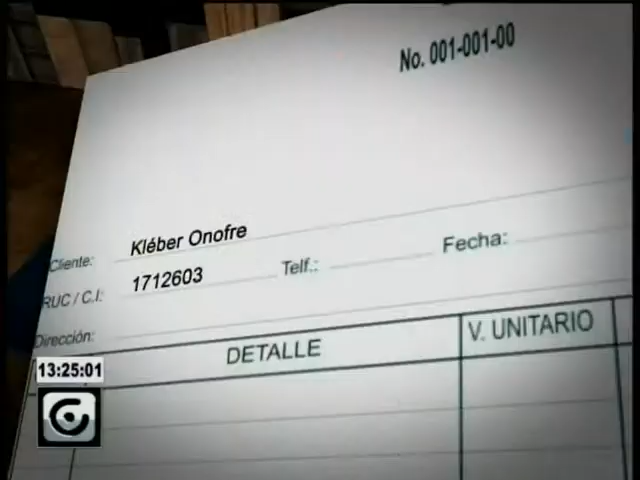 No. 001-001-00
Cliente: Kléber Onofre
RUC / C.I.: 1712603 Telf.: Fecha:
Dirección:
DETALLE V. UNITARIO
13:25:01